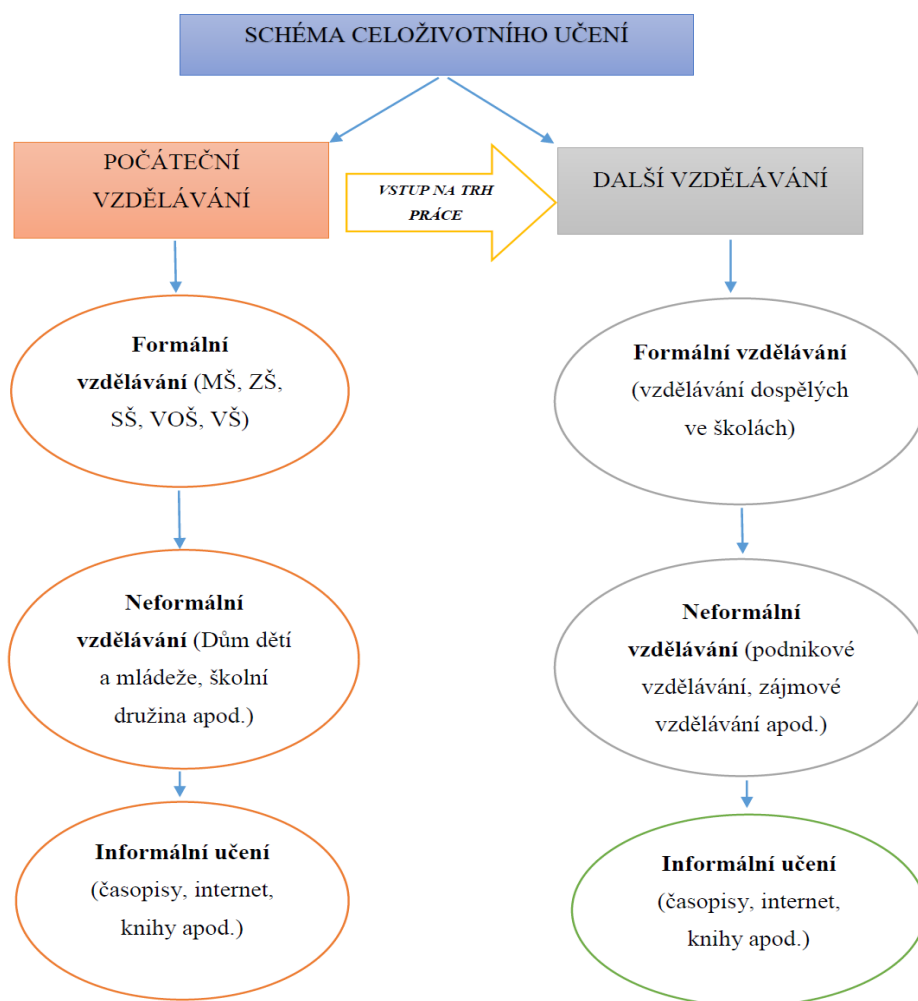 SCHÉMA CELOŽIVOTNÍHO UČENÍ
POČÁTEČNÍ
VZDĚLÁVÁNÍ
VSTUP NA TRH
PRÁCE
DALŠÍ VZDĚLÁVÁNÍ
Formální
vzdělávání (MŠ, ZŠ,
SŠ, VOŠ, VŠ)
Neformální
vzdělávání (Dům dětí
a mládeže, školní
družina apod.)
Informální učení
(časopisy, internet,
knihy apod.)
Formální vzdělávání
(vzdělávání dospělých
ve školách)
Neformální
vzdělávání (podnikové
vzdělávání, zájmové
vzdělávání apod.)
Informální učení
(časopisy, internet,
knihy apod.)